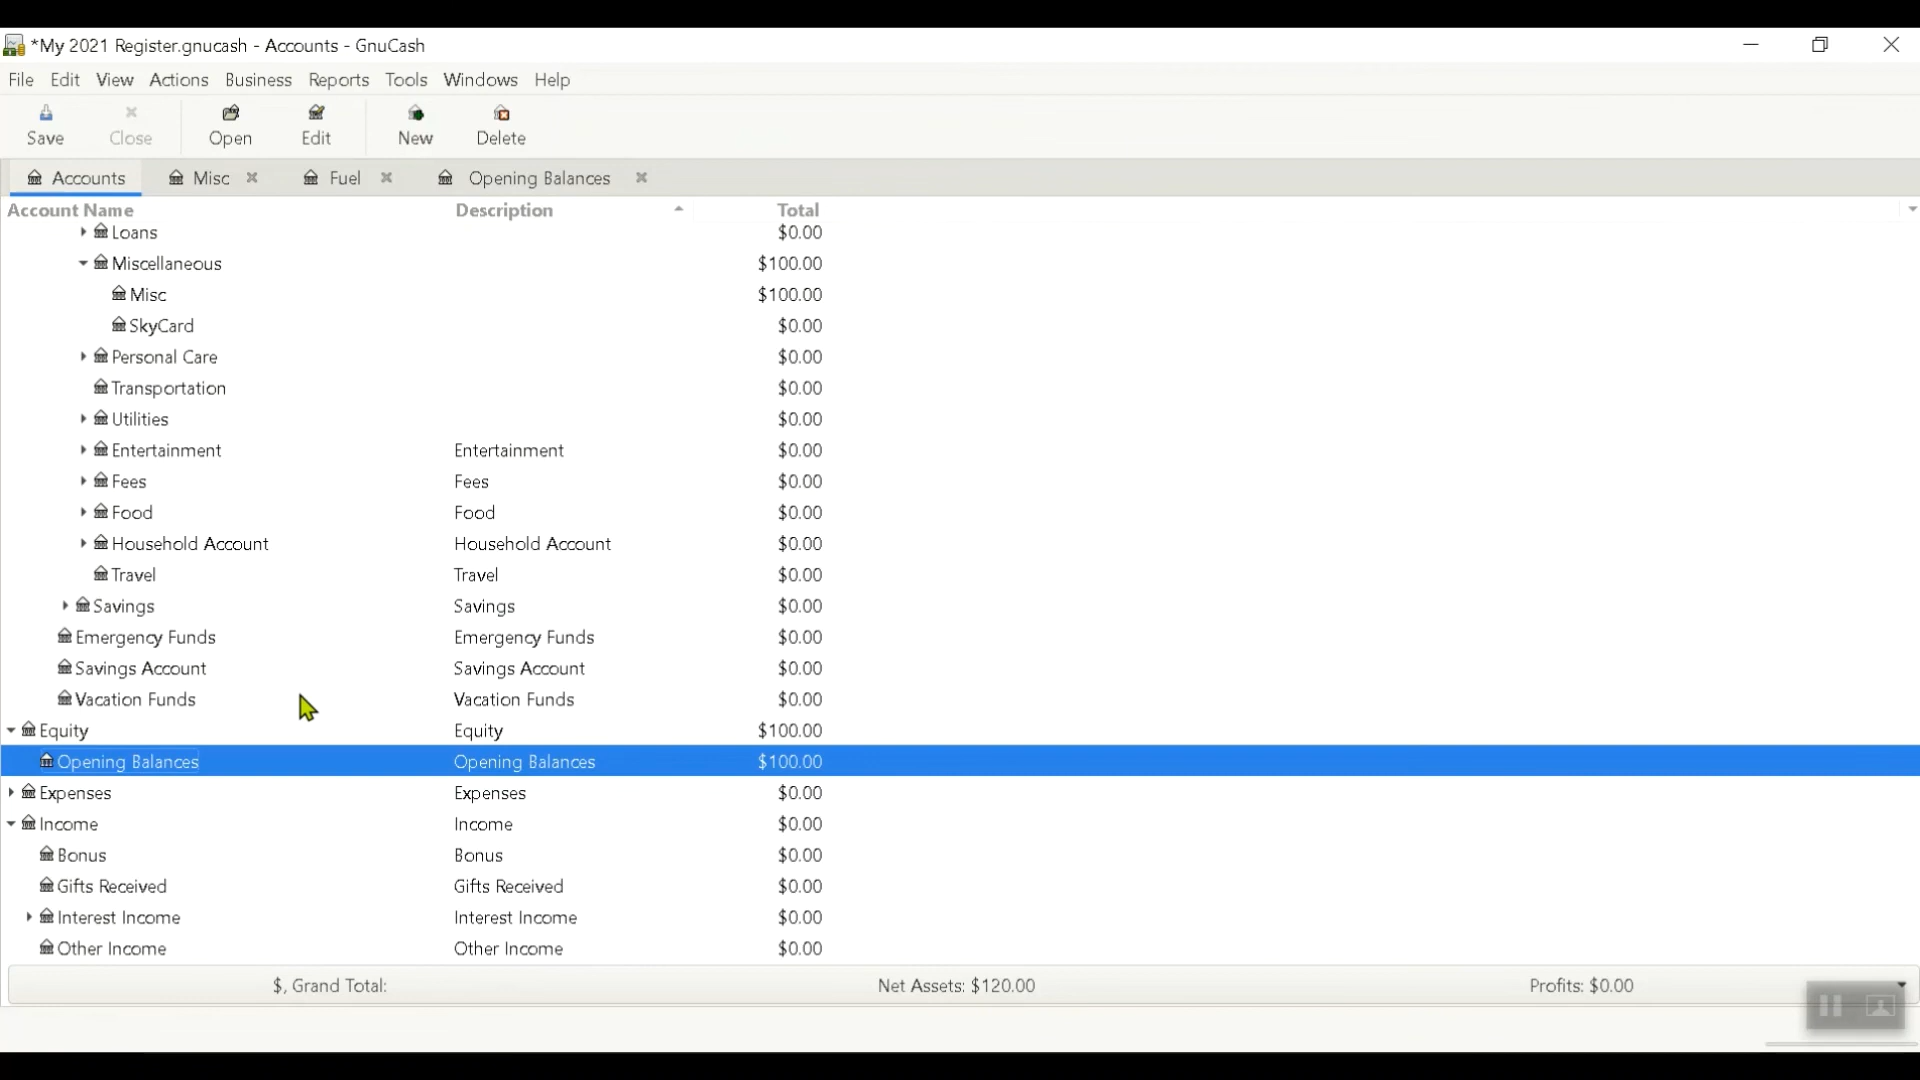 *My 2021 Register.gnucash - Accounts - GnuCash
File Edit View Actions Business Reports Tools Windows Help
Save Close Open Edit New Delete
Accounts Misc Fuel Opening Balances
Account Name Description Total
Loans $0.00
Miscellaneous $100.00
Misc $100.00
SkyCard $0.00
Personal Care $0.00
Transportation $0.00
Utilities $0.00
Entertainment Entertainment $0.00
Fees Fees $0.00
Food Food $0.00
Household Account Household Account $0.00
Travel Travel $0.00
Savings Savings $0.00
Emergency Funds Emergency Funds $0.00
Savings Account Savings Account $0.00
Vacation Funds Vacation Funds $0.00
Equity Equity $100.00
Opening Balances Opening Balances $100.00
Expenses Expenses $0.00
Income Income $0.00
Bonus Bonus $0.00
Gifts Received Gifts Received $0.00
Interest Income Interest Income $0.00
Other Income Other Income $0.00
$, Grand Total: Net Assets: $120.00 Profits: $0.00